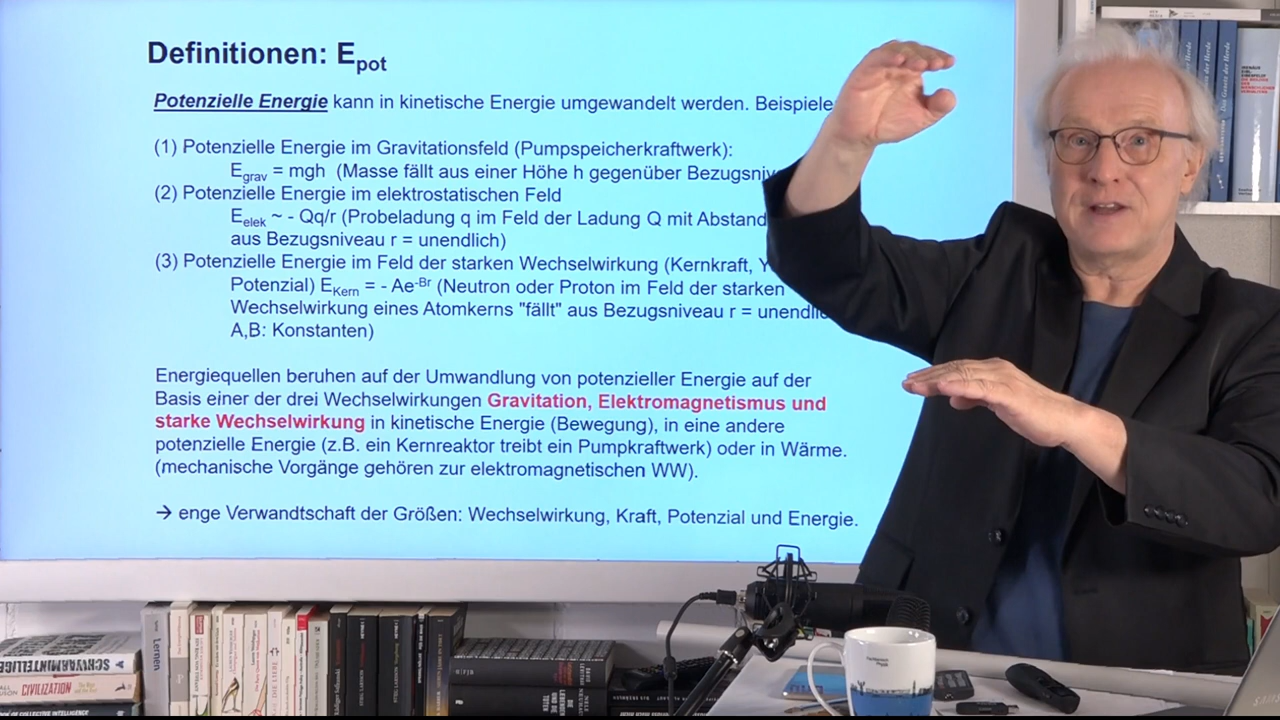 Definitionen: Epot
Potenzielle Energie kann in kinetische Energie umgewandelt werden. Beispiele
(1) Potenzielle Energie im Gravitationsfeld (Pumpspeicherkraftwerk):
Egrav = mgh (Masse fällt aus einer Höhe h gegenüber Bezugsniv
(2) Potenzielle Energie im elektrostatischen Feld
Eelek ~ - Qq/r (Probeladung q im Feld der Ladung Q mit Abstand
aus Bezugsniveau r = unendlich)
(3) Potenzielle Energie im Feld der starken Wechselwirkung (Kernkraft, Y
Potenzial) EKern = - Ae-Br (Neutron oder Proton im Feld der starken
Wechselwirkung eines Atomkerns "fällt" aus Bezugsniveau r = unendlic
A,B: Konstanten)
Energiequellen beruhen auf der Umwandlung von potenzieller Energie auf der
Basis einer der drei Wechselwirkungen Gravitation, Elektromagnetismus und
starke Wechselwirkung in kinetische Energie (Bewegung), in eine andere
potenzielle Energie (z.B. ein Kernreaktor treibt ein Pumpkraftwerk) oder in Wärme.
(mechanische Vorgänge gehören zur elektromagnetischen WW).
→ enge Verwandtschaft der Größen: Wechselwirkung, Kraft, Potenzial und Energie.
SCHWARMINTELLIGE
CIVILIZATION
Lernen